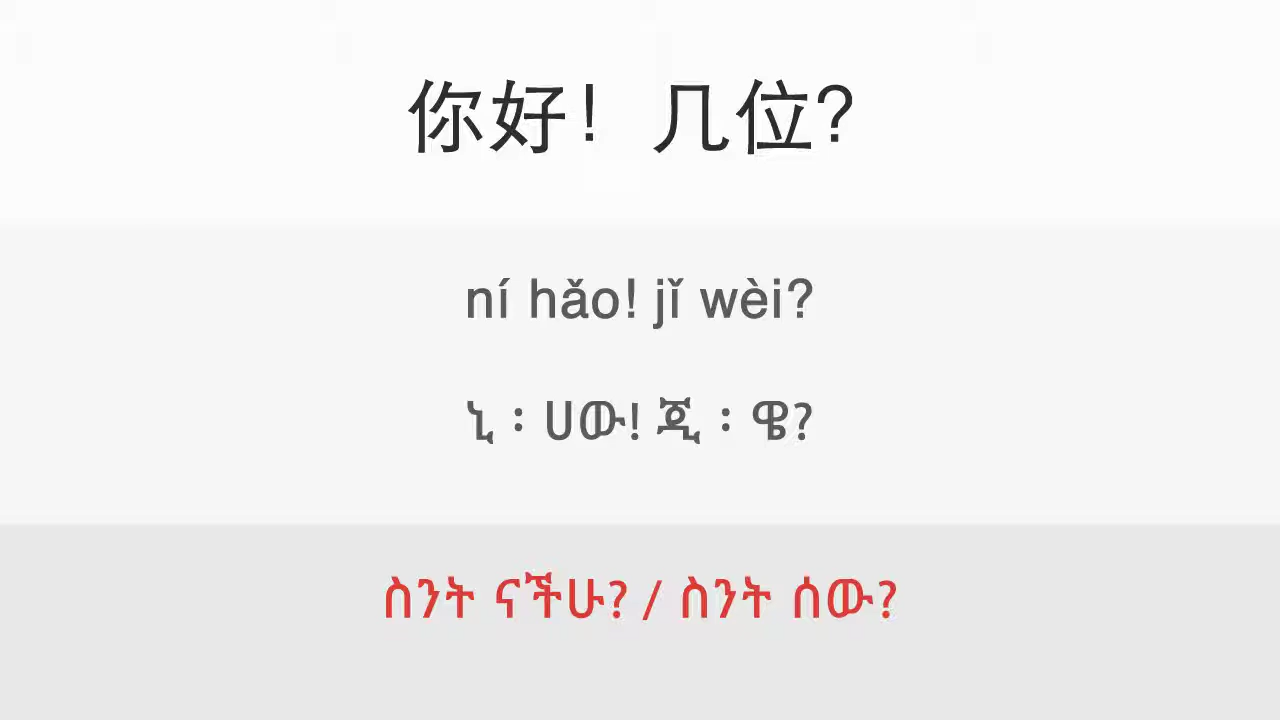 你好！几位?
ní hǎo! jǐ wèi?
ኒ ፡ ሀው! ጂ ፡ ዌ?
ስንት ናችሁ? / ስንት ሰው?